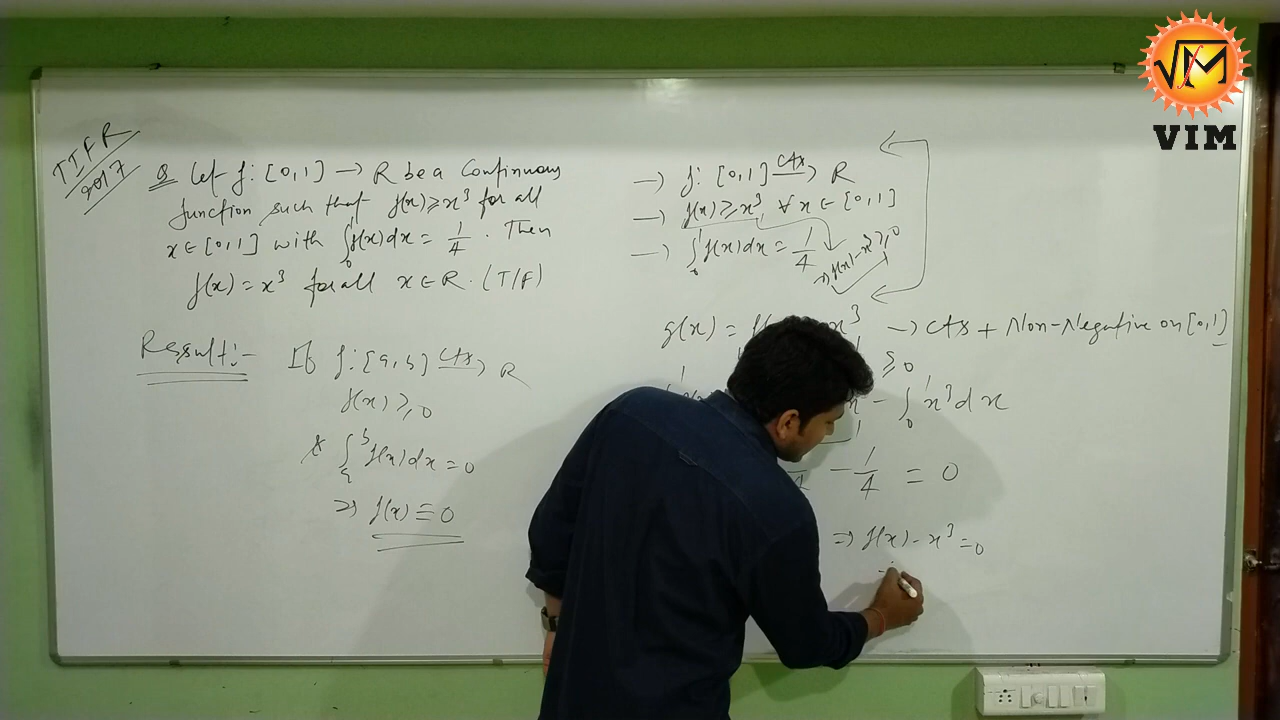 TIFR
2017
Q Let f: [0,1] → R be a Continuous
function such that f(x) ≥ x³ for all
x ∈ [0,1] with ∫₀¹ f(x)dx = 1/4. Then
f(x) = x³ for all x ∈ R. (T/F)
Result:- If f: [a,b] cts→ R
f(x) ≥ 0
& ∫ₐᵇ f(x)dx = 0
⇒ f(x) ≡ 0
→ f: [0,1] cts→ R
→ f(x) ≥ x³, ∀ x ∈ [0,1]
→ ∫₀¹ f(x)dx = 1/4
⇒ f(x) - x³ ≥ 0
g(x) = x³ → cts + Non-Negative on [0,1]
≥ 0
- ∫₀¹ x³ dx
- 1/4 = 0
⇒ f(x) - x³ = 0
VIM